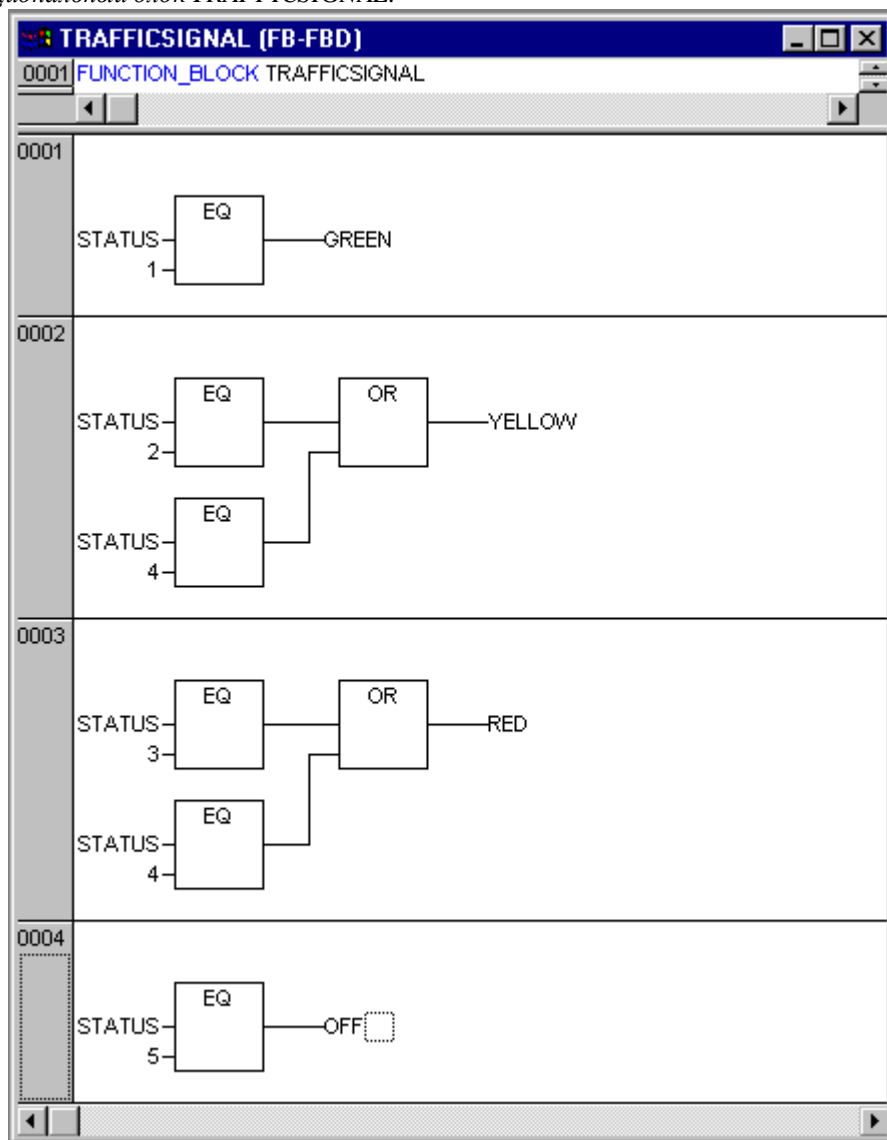 TRAFFICSIGNAL.
TRAFFICSIGNAL (FB-FBD)
0001 FUNCTION_BLOCK TRAFFICSIGNAL
0001
EQ
STATUS
GREEN
1
0002
EQ
OR
STATUS
YELLOW
2
EQ
STATUS
4
0003
EQ
OR
STATUS
RED
3
EQ
STATUS
4
0004
EQ
STATUS
OFF
5